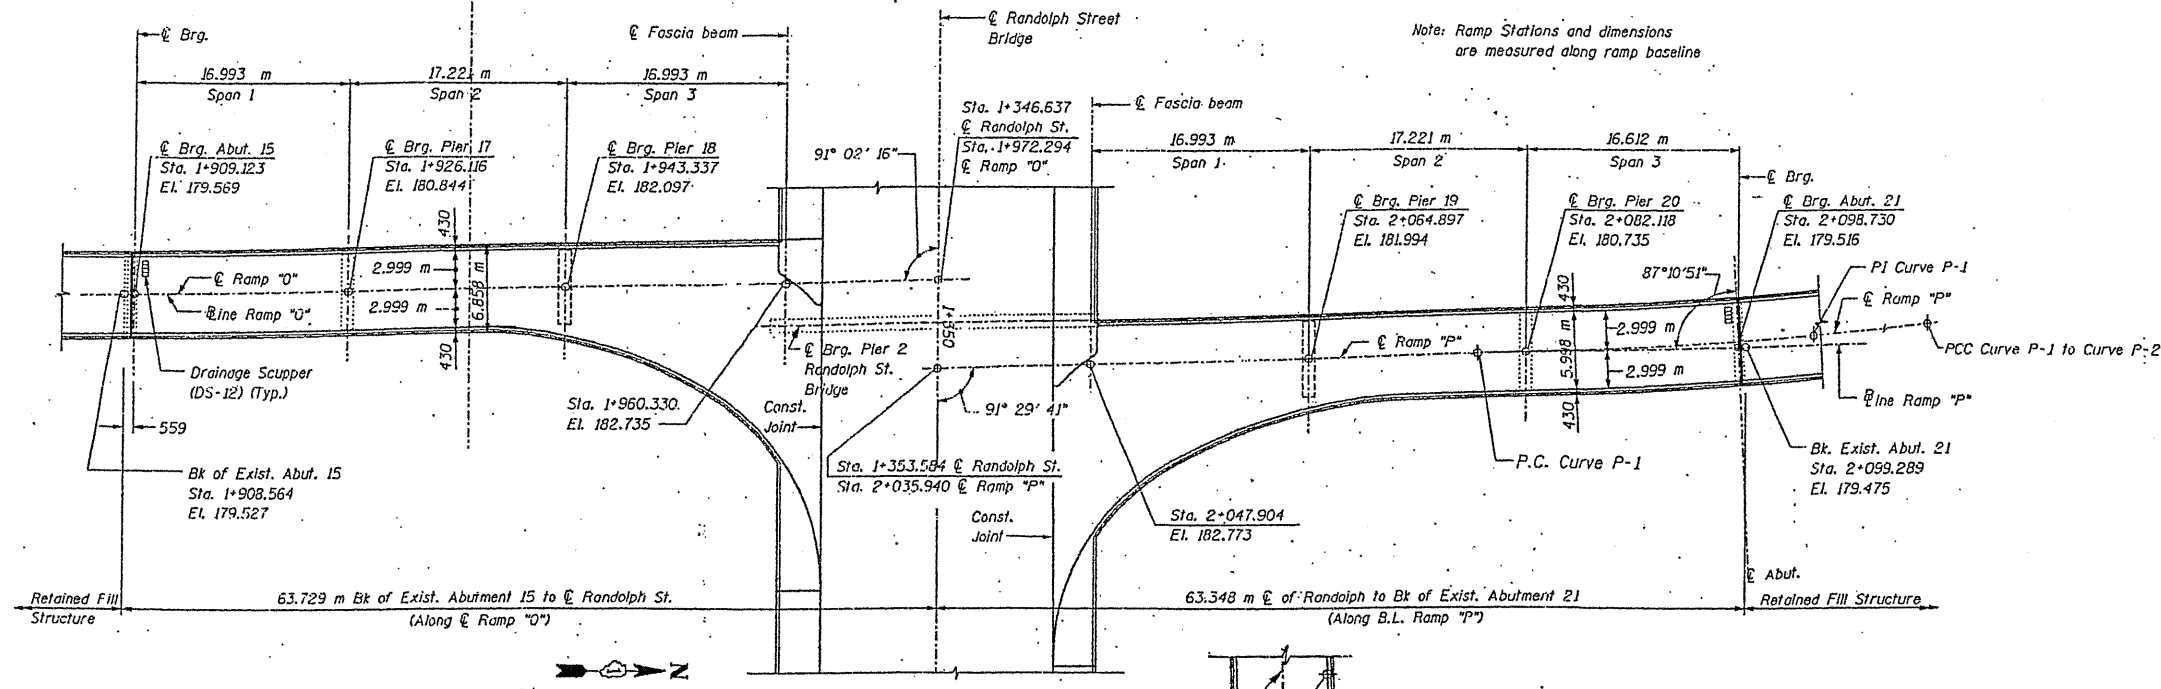 ℄ Brg.
℄ Fascia beam
℄ Randolph Street
Bridge
Note: Ramp Stations and dimensions
are measured along ramp baseline
16.993 m
Span 1
17.221 m
Span 2
16.993 m
Span 3
℄ Fascia beam
Sta. 1+346.637
℄ Randolph St.
Sta. 1+972.294
℄ Ramp "O"
16.993 m
Span 1
17.221 m
Span 2
16.612 m
Span 3
℄ Brg.
℄ Brg. Abut. 15
Sta. 1+909.123
El. 179.569
℄ Brg. Pier 17
Sta. 1+926.116
El. 180.844
℄ Brg. Pier 18
Sta. 1+943.337
El. 182.097
91° 02' 16"
℄ Brg. Pier 19
Sta. 2+064.897
El. 181.994
℄ Brg. Pier 20
Sta. 2+082.118
El. 180.735
℄ Brg. Abut. 21
Sta. 2+098.730
El. 179.516
430
2.999 m
6.858 m
2.999 m
430
℄ Ramp "O"
Bline Ramp "O"
87°10'51"
PI Curve P-1
℄ Ramp "P"
430
2.999 m
5.998 m
2.999 m
430
℄ Ramp "P"
PCC Curve P-1 to Curve P-2
Bline Ramp "P"
1+350
℄ Brg. Pier 2
Randolph St.
Bridge
Drainage Scupper
(DS-12) (Typ.)
559
Sta. 1+960.330
El. 182.735
Const.
Joint
91° 29' 41"
P.C. Curve P-1
Bk of Exist. Abut. 15
Sta. 1+908.564
El. 179.527
Sta. 1+353.584 ℄ Randolph St.
Sta. 2+035.940 ℄ Ramp "P"
Bk. Exist. Abut. 21
Sta. 2+099.289
El. 179.475
Const.
Joint
Sta. 2+047.904
El. 182.773
℄ Abut.
Retained Fill
Structure
63.729 m Bk of Exist. Abutment 15 to ℄ Randolph St.
(Along ℄ Ramp "O")
63.348 m ℄ of Randolph to Bk of Exist. Abutment 21
(Along B.L. Ramp "P")
Retained Fill Structure
N